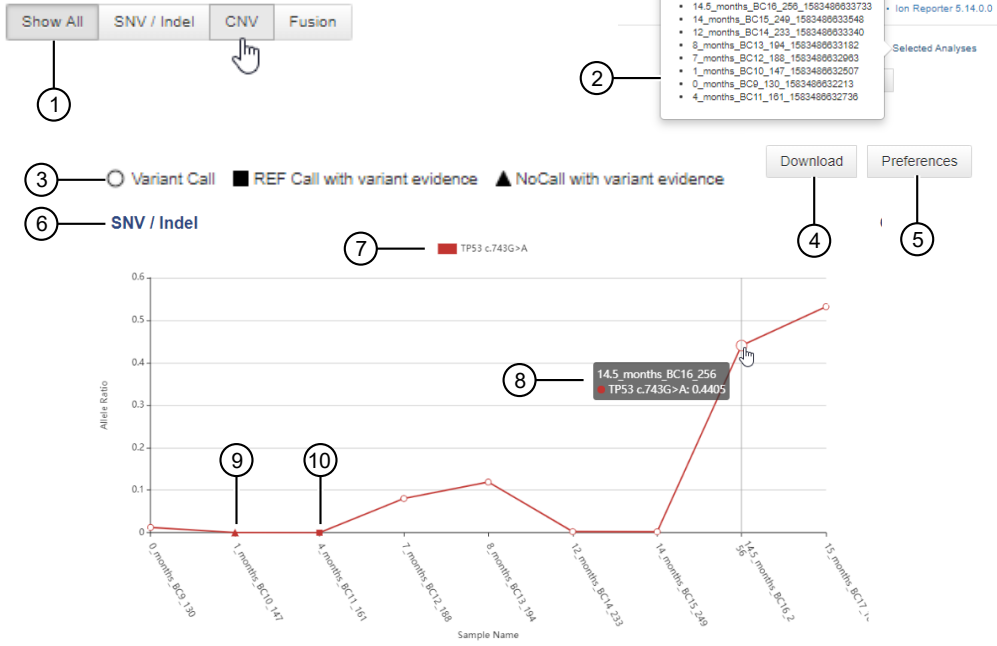 Show All SNV / Indel CNV Fusion
14.5_months_BC16_256_1583486633733
14_months_BC15_249_1583486633548
12_months_BC14_233_1583486633340
8_months_BC13_194_1583486633182
7_months_BC12_188_1583486632963
1_months_BC10_147_1583486632507
0_months_BC9_130_1583486632213
4_months_BC11_161_1583486632736
Ion Reporter 5.14.0.0
Selected Analyses
1
2
3
Variant Call REF Call with variant evidence NoCall with variant evidence
Download Preferences
4
5
6
SNV / Indel
7
TP53 c.743G>A
0.6
0.5
0.4
0.3
0.2
0.1
0
Allele Ratio
8
14.5_months_BC16_256
TP53 c.743G>A: 0.4405
9
10
0_months_BC9_130
1_months_BC10_147
4_months_BC11_161
7_months_BC12_188
8_months_BC13_194
12_months_BC14_233
14_months_BC15_249
14.5_months_BC16_2
56
15_months_BC17_
Sample Name